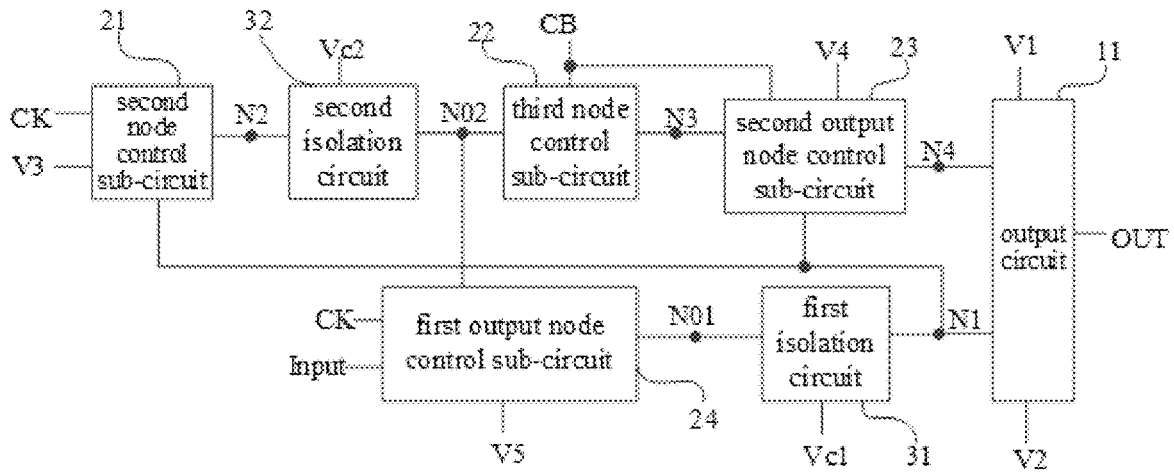 21
32
Vc2
22
CB
V4
23
V1
11
CK
V3
second
node
control
sub-circuit
N2
second
isolation
circuit
N02
third node
control
sub-circuit
N3
second output
node control
sub-circuit
N4
output
circuit
OUT
CK
Input
first output node
control sub-circuit
N01
first
isolation
circuit
N1
24
V5
Vc1
31
V2